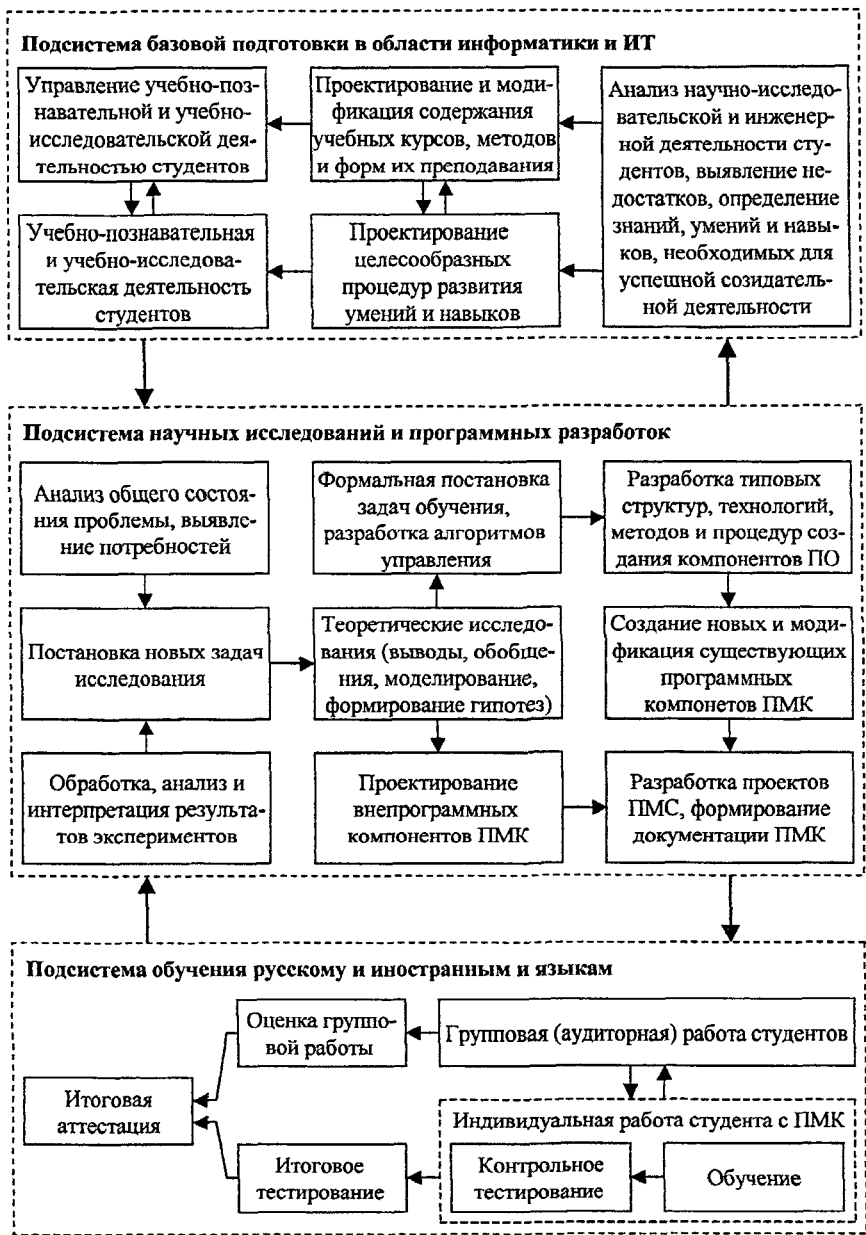 Подсистема базовой подготовки в области информатики и ИТ
Управление учебно-поз-
навательной и учебно-
исследовательской дея-
тельностью студентов
Проектирование и моди-
фикация содержания
учебных курсов, методов
и форм их преподавания
Анализ научно-исследо-
вательской и инженер-
ной деятельности сту-
дентов, выявление не-
достатков, определение
знаний, умений и навы-
ков, необходимых для
успешной созидатель-
ной деятельности
Учебно-познавательная
и учебно-исследова-
тельская деятельность
студентов
Проектирование
целесообразных
процедур развития
умений и навыков
Подсистема научных исследований и программных разработок
Анализ общего состоя-
ния проблемы, выявле-
ние потребностей
Формальная постановка
задач обучения,
разработка алгоритмов
управления
Разработка типовых
структур, технологий,
методов и процедур соз-
дания компонентов ПО
Постановка новых задач
исследования
Теоретические исследо-
вания (выводы, обобще-
ния, моделирование,
формирование гипотез)
Создание новых и моди-
фикация существующих
программных
компонетов ПМК
Обработка, анализ и
интерпретация результа-
тов экспериментов
Проектирование
внепрограммных
компонентов ПМК
Разработка проектов
ПМС, формирование
документации ПМК
Подсистема обучения русскому и иностранным и языкам
Оценка группо-
вой работы
Групповая (аудиторная) работа студентов
Итоговая
аттестация
Индивидуальная работа студента с ПМК
Итоговое
тестирование
Контрольное
тестирование
Обучение